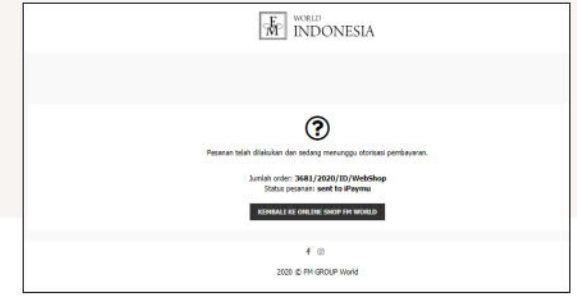 FM
WORLD
INDONESIA
?
Pesanan telah dilakukan dan sedang menunggu otorisasi pembayaran.
Jumlah order: 3681/2020/ID/WebShop
Status pesanan: sent to iPaymu
KEMBALI KE ONLINE SHOP FM WORLD
f
2020 © FM GROUP World